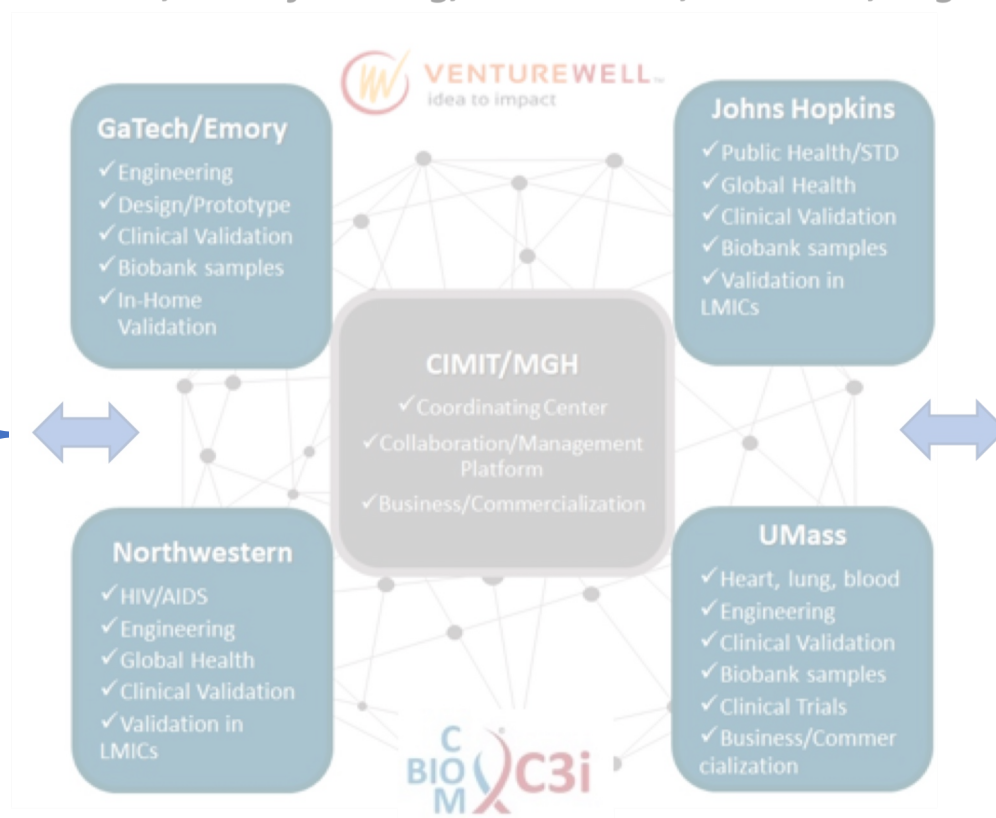 VENTUREWELL
idea to impact
GaTech/Emory
✓Engineering
✓Design/Prototype
✓Clinical Validation
✓Biobank samples
✓In-Home
Validation
Johns Hopkins
✓Public Health/STD
✓Global Health
✓Clinical Validation
✓Biobank samples
✓Validation in
LMICs
CIMIT/MGH
✓Coordinating Center
✓Collaboration/Management
Platform
✓Business/Commercialization
Northwestern
✓HIV/AIDS
✓Engineering
✓Global Health
✓Clinical Validation
✓Validation in
LMICs
UMass
✓Heart, lung, blood
✓Engineering
✓Clinical Validation
✓Biobank samples
✓Clinical Trials
✓Business/Commer
cialization
C
BIO
M
C3i